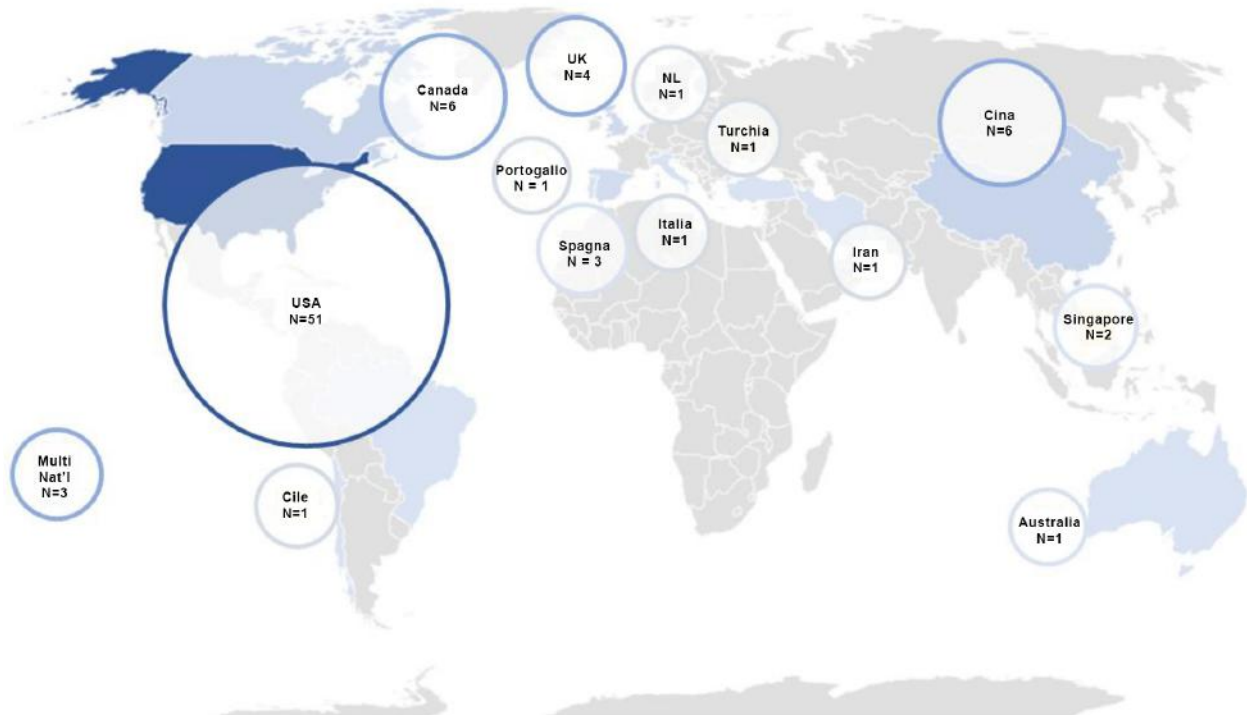 UK
N=4
Canada
N=6
NL
N=1
Cina
N=6
Turchia
N=1
Portogallo
N = 1
Spagna
N = 3
Italia
N=1
Iran
N=1
USA
N=51
Singapore
N=2
Multi
Nat'l
N=3
Cile
N=1
Australia
N=1